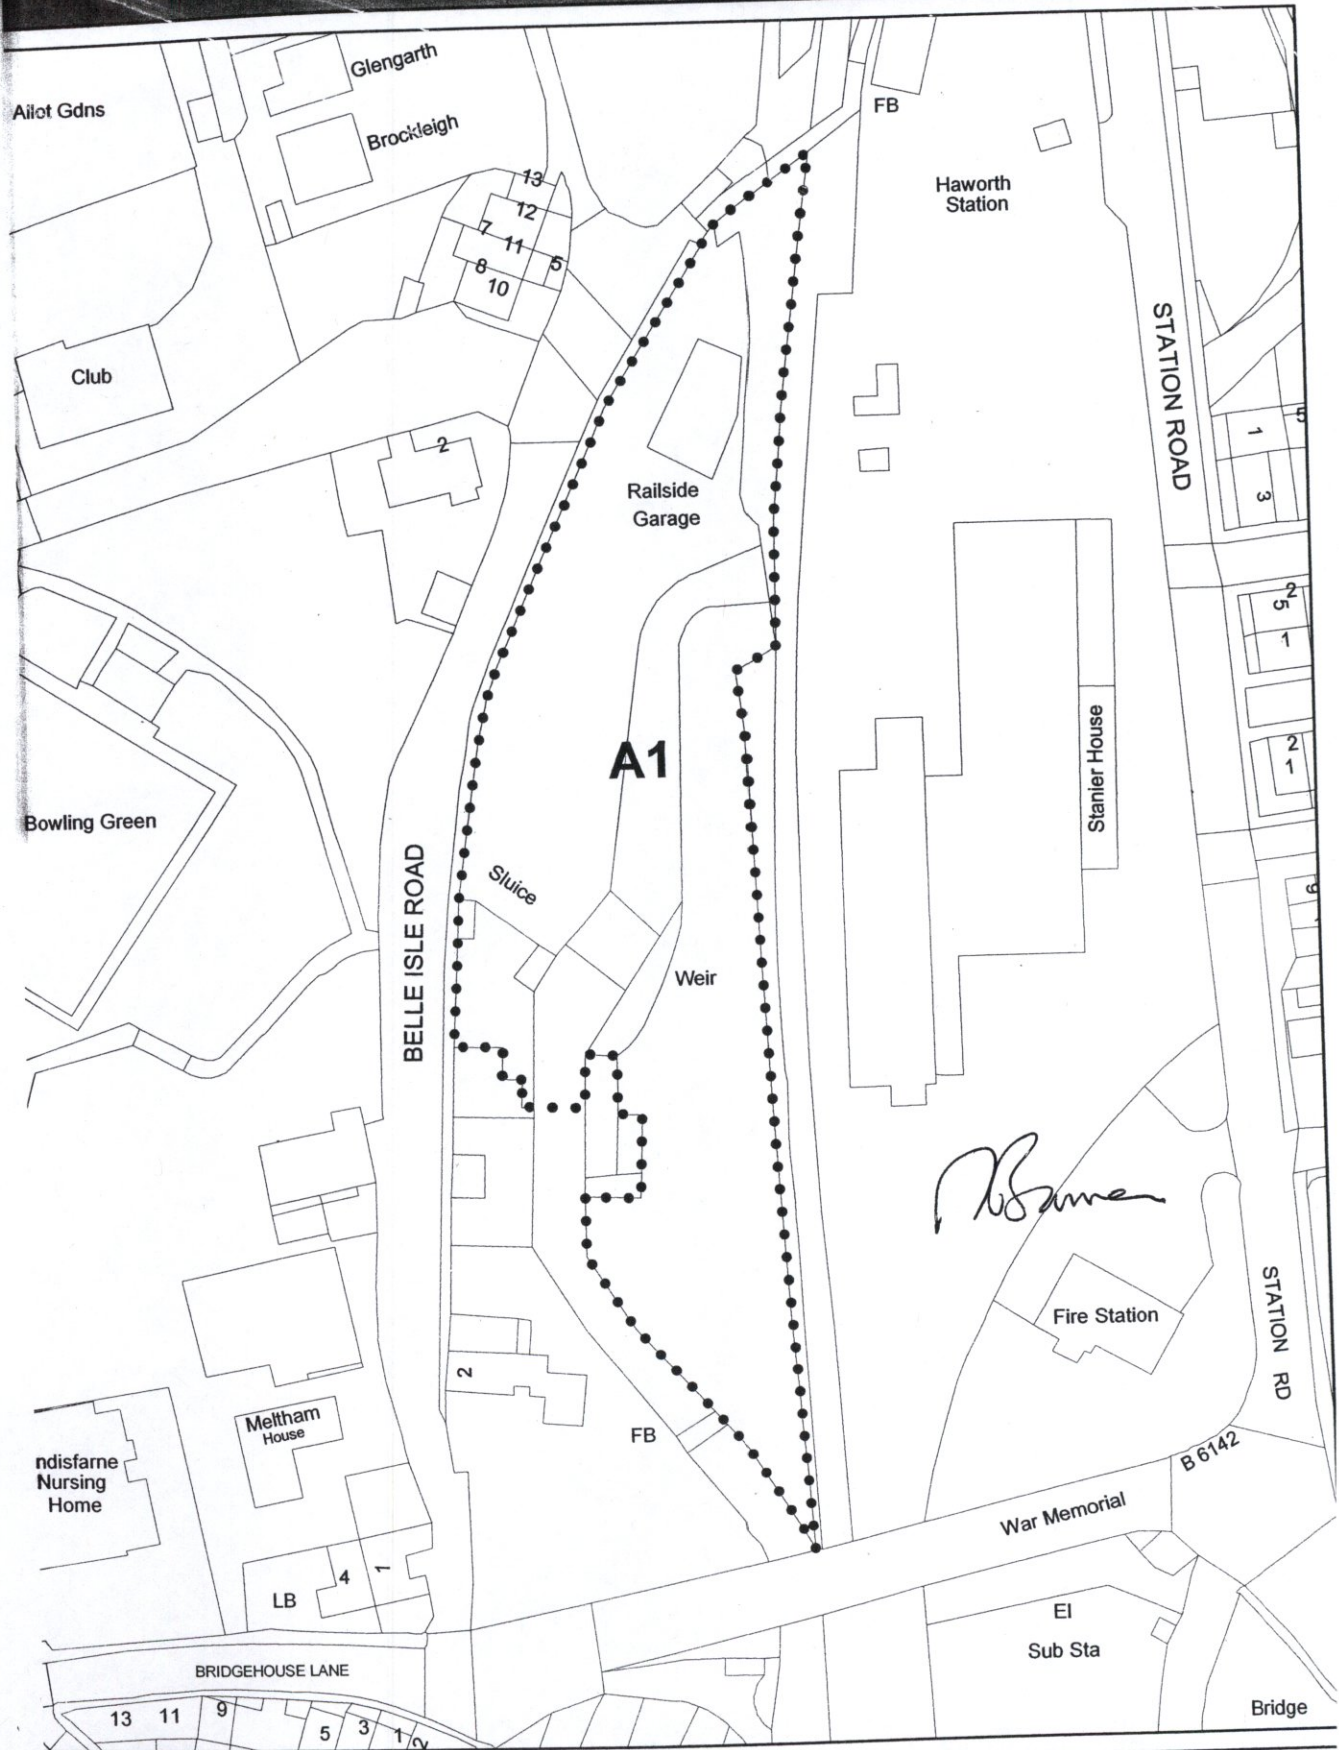 Glengarth
Ailot Gdns
Brockleigh
FB
13
12
7
11
5
8
10
Haworth
Station
STATION ROAD
Club
2
1
5
3
Railside
Garage
2
5
1
A1
Stanier House
2
1
Bowling Green
BELLE ISLE ROAD
Sluice
9
Weir
Fire Station
STATION RD
2
Meltham
House
FB
B 6142
ndisfarne
Nursing
Home
War Memorial
4
1
LB
El
Sub Sta
BRIDGEHOUSE LANE
Bridge
13
11
9
5
3
1
2